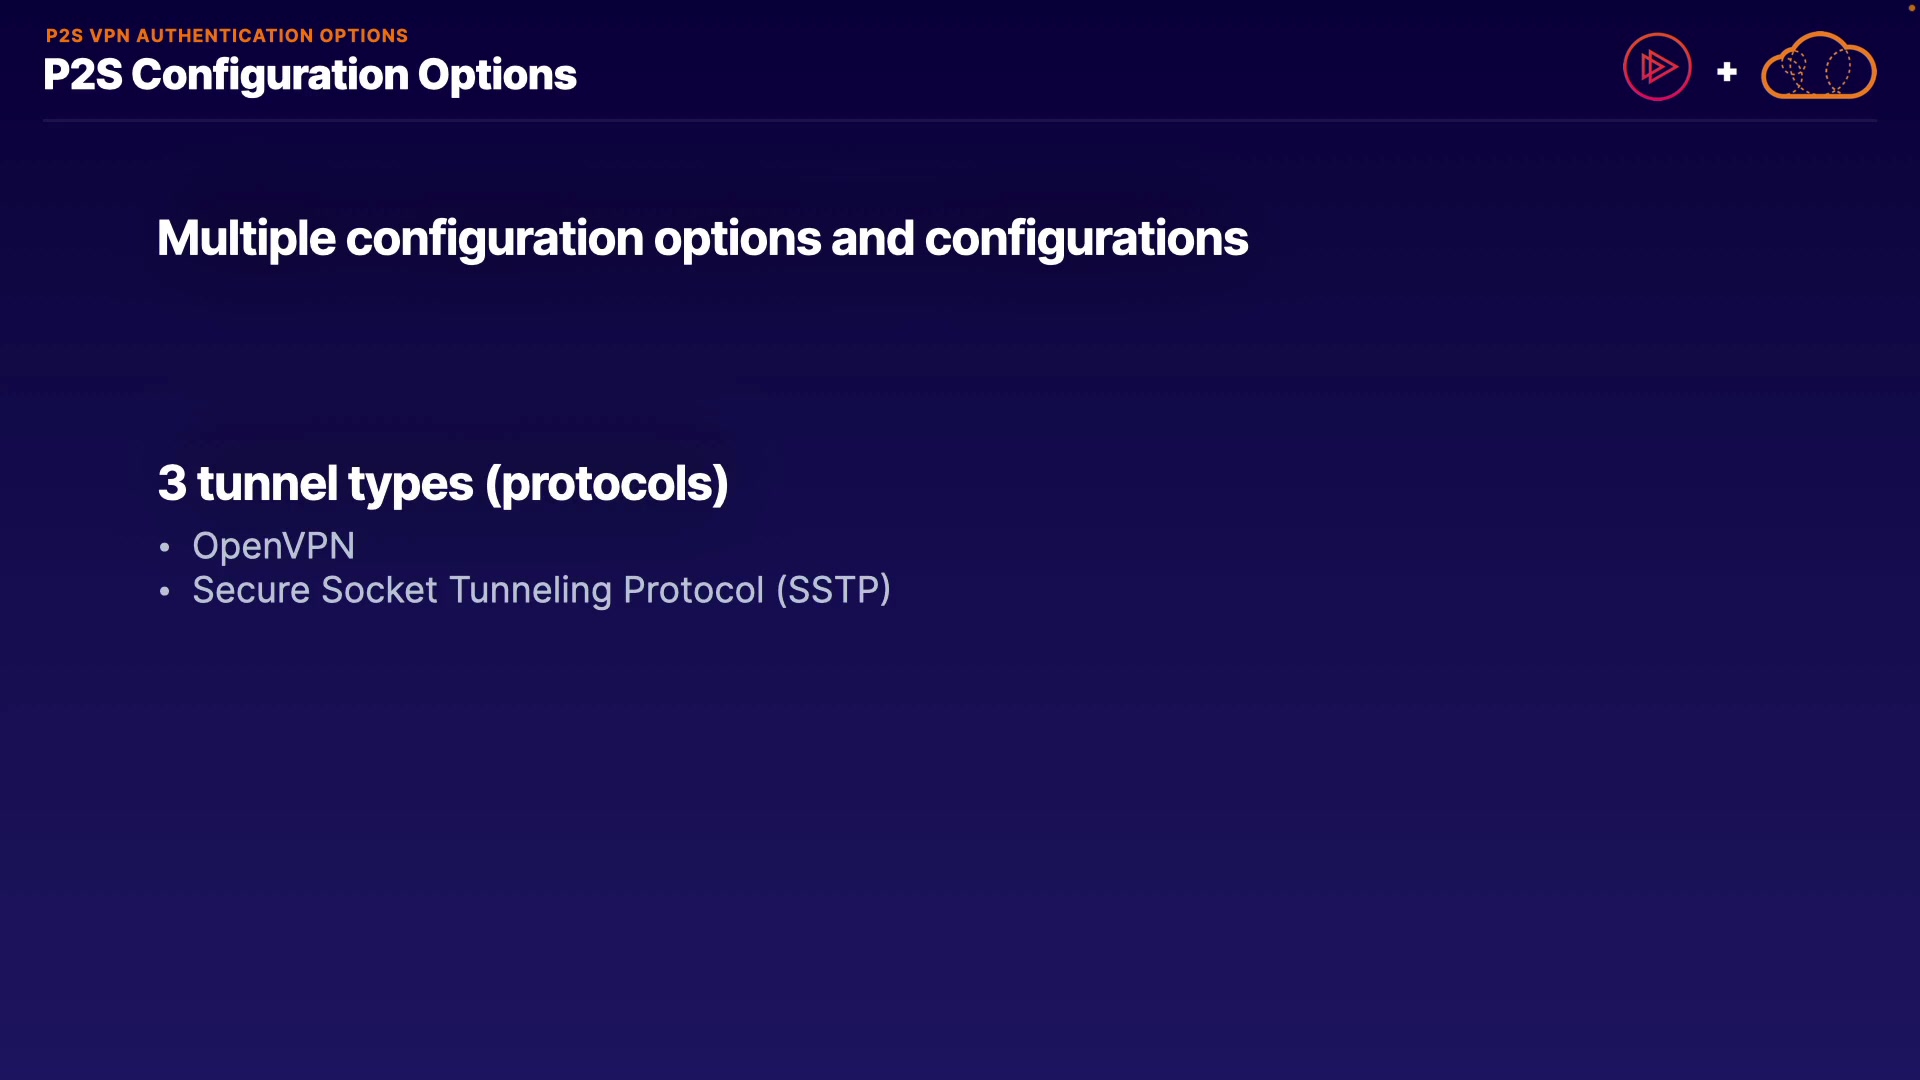 P2S VPN AUTHENTICATION OPTIONS
P2S Configuration Options
+
Multiple configuration options and configurations
3 tunnel types (protocols)
• OpenVPN
• Secure Socket Tunneling Protocol (SSTP)